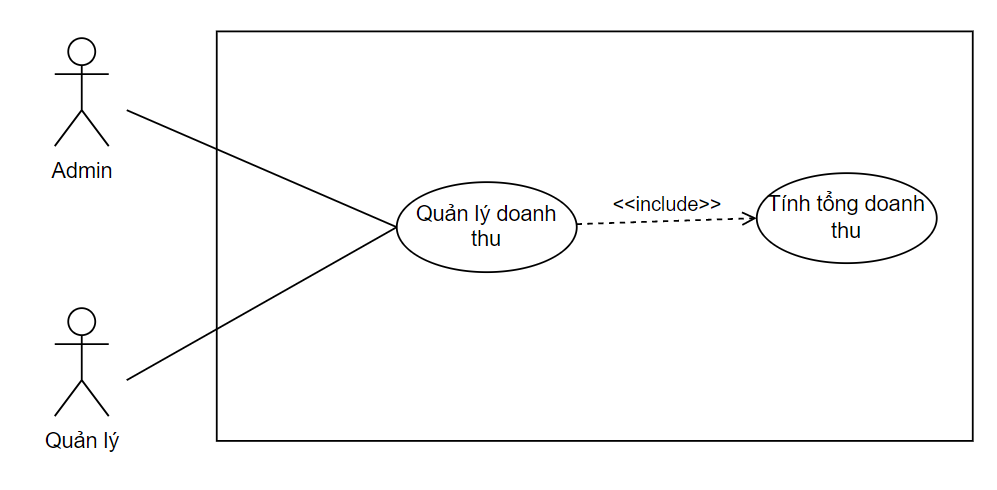 Admin
Quản lý doanh
thu
<<include>>
Tính tổng doanh
thu
Quản lý